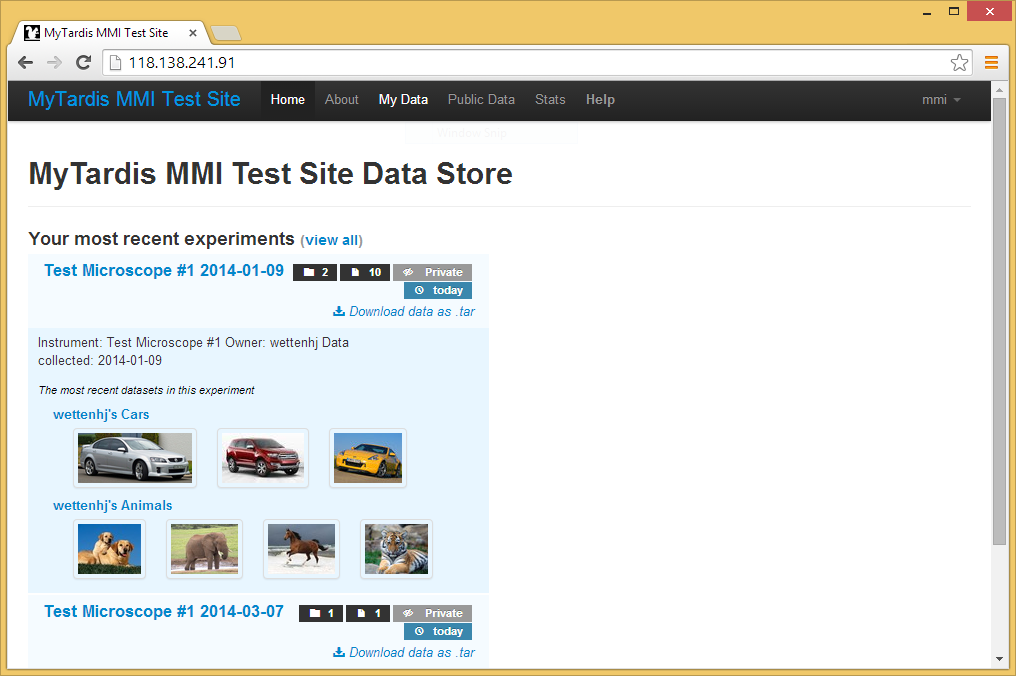 MyTardis MMI Test Site
118.138.241.91
MyTardis MMI Test Site Home About My Data Public Data Stats Help mmi
Window Snip
MyTardis MMI Test Site Data Store
Your most recent experiments (view all)
Test Microscope #1 2014-01-09 2 10 Private
today
Download data as .tar
Instrument: Test Microscope #1 Owner: wettenhj Data
collected: 2014-01-09
The most recent datasets in this experiment
wettenhj's Cars
wettenhj's Animals
Test Microscope #1 2014-03-07 1 1 Private
today
Download data as .tar